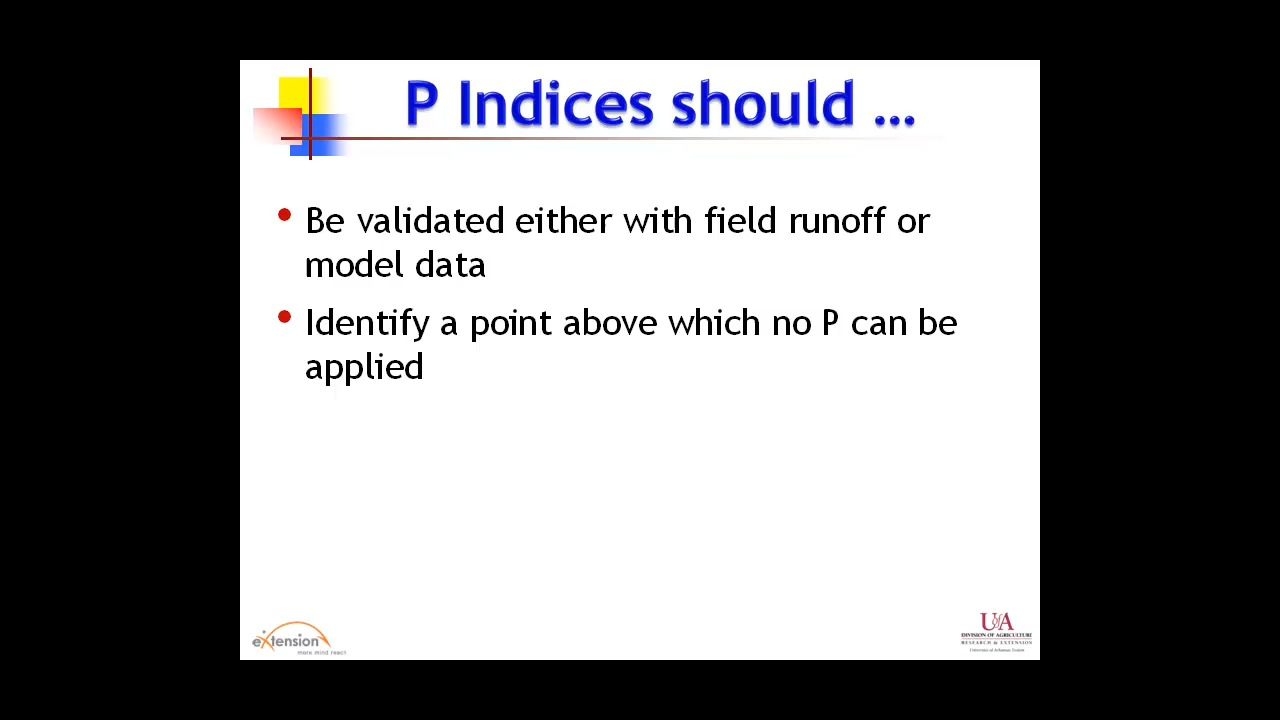 P Indices should ...
• Be validated either with field runoff or
model data
• Identify a point above which no P can be
applied
eXtension
more mind react
UofA
DIVISION OF AGRICULTURE
RESEARCH & EXTENSION
University of Arkansas System